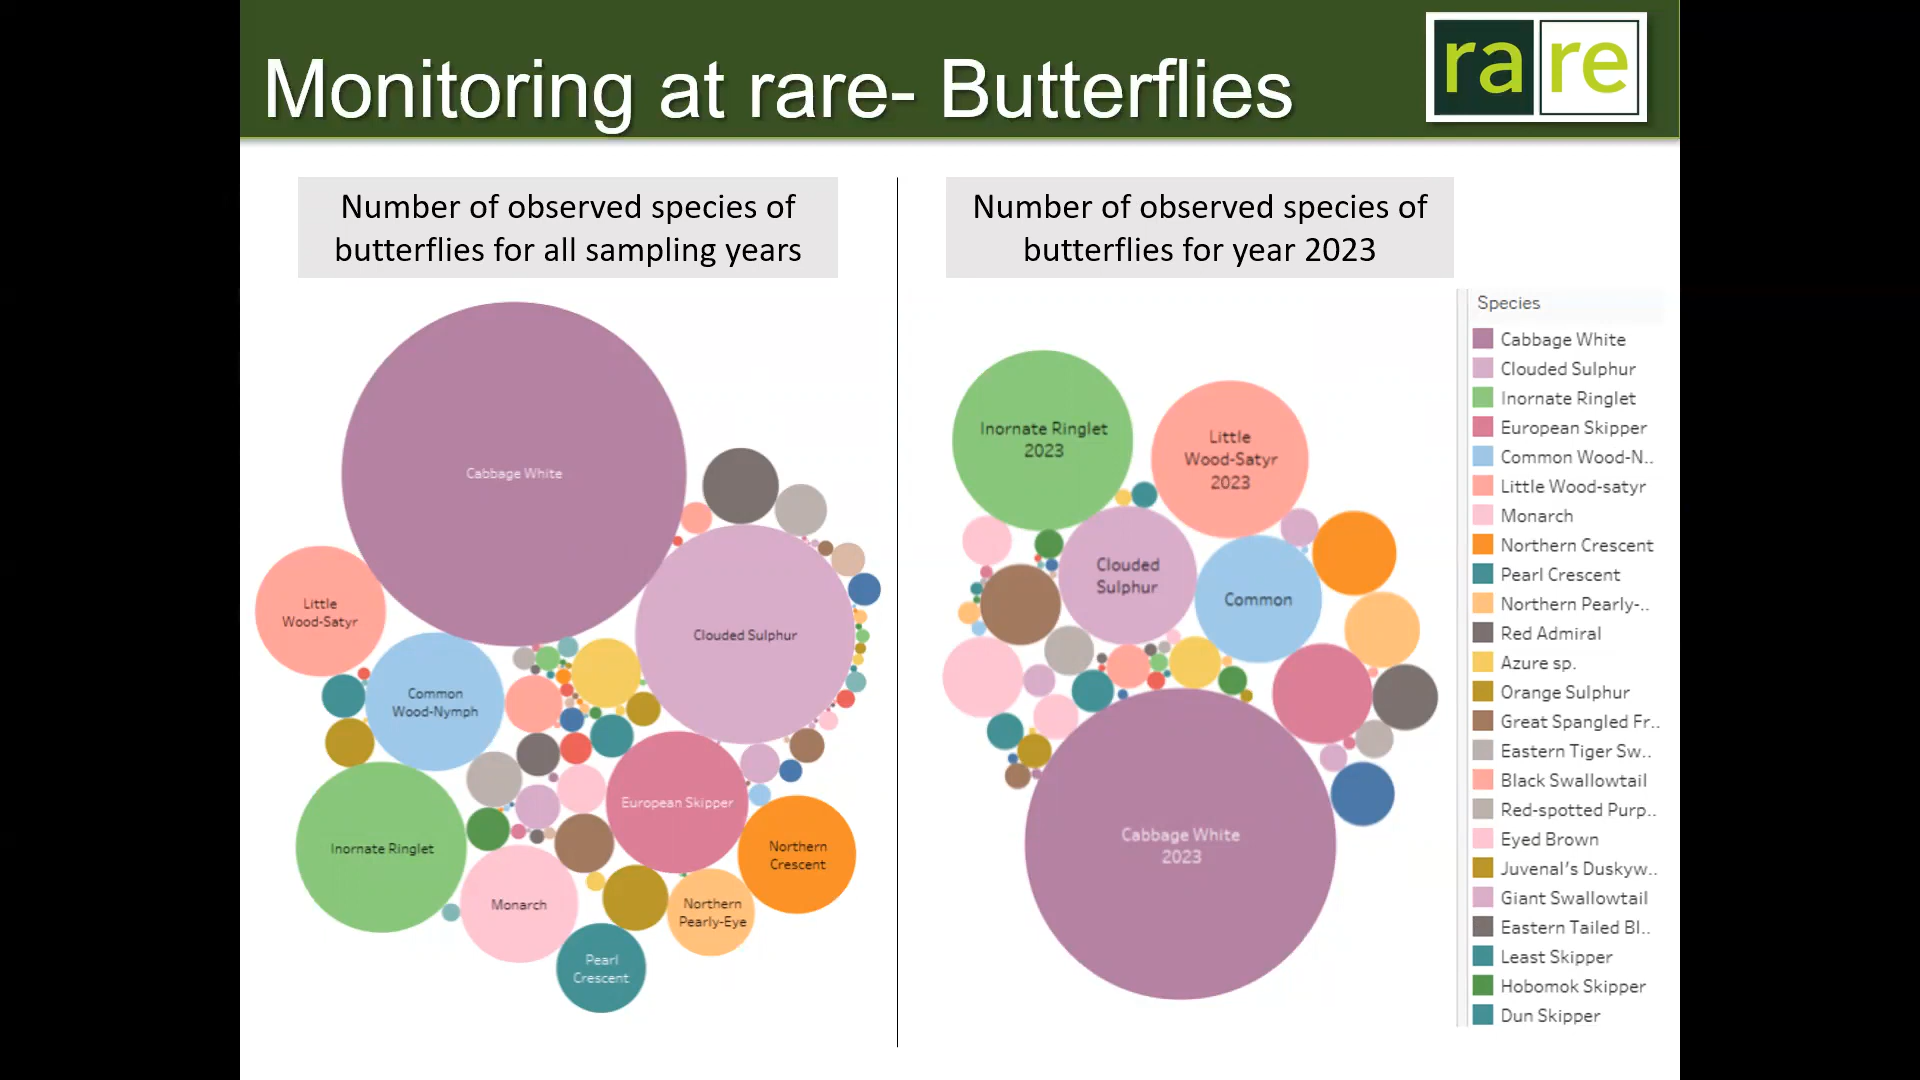 Monitoring at rare- Butterflies
rare
Number of observed species of
butterflies for all sampling years
Number of observed species of
butterflies for year 2023
Cabbage White
Little
Wood-Satyr
Clouded Sulphur
Common
Wood-Nymph
European Skipper
Inornate Ringlet
Northern
Crescent
Monarch
Northern
Pearly-Eye
Pearl
Crescent
Inornate Ringlet
2023
Little
Wood-Satyr
2023
Clouded
Sulphur
Common
Cabbage White
2023
Species
Cabbage White
Clouded Sulphur
Inornate Ringlet
European Skipper
Common Wood-N..
Little Wood-satyr
Monarch
Northern Crescent
Pearl Crescent
Northern Pearly-..
Red Admiral
Azure sp.
Orange Sulphur
Great Spangled Fr..
Eastern Tiger Sw..
Black Swallowtail
Red-spotted Purp..
Eyed Brown
Juvenal's Duskyw..
Giant Swallowtail
Eastern Tailed Bl..
Least Skipper
Hobomok Skipper
Dun Skipper